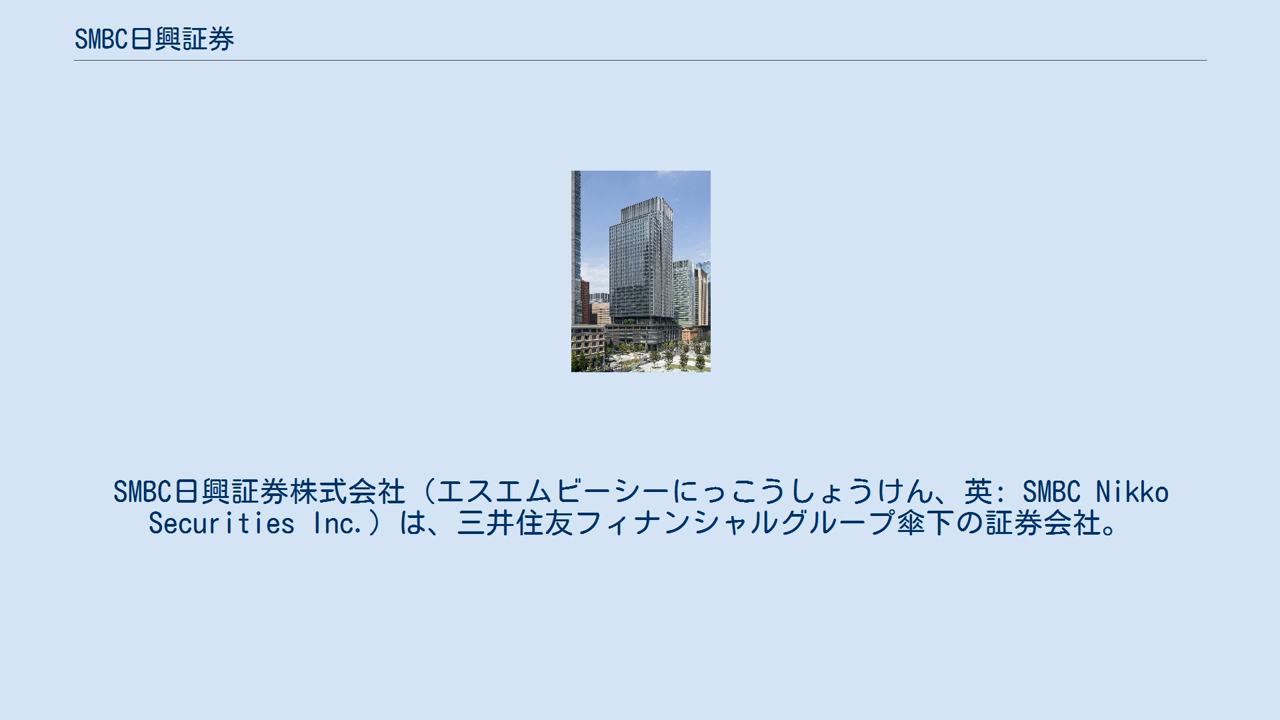 SMBC日興証券
SMBC日興証券株式会社（エスエムビーシーにっこうしょうけん、英: SMBC Nikko
Securities Inc.）は、三井住友フィナンシャルグループ傘下の証券会社。